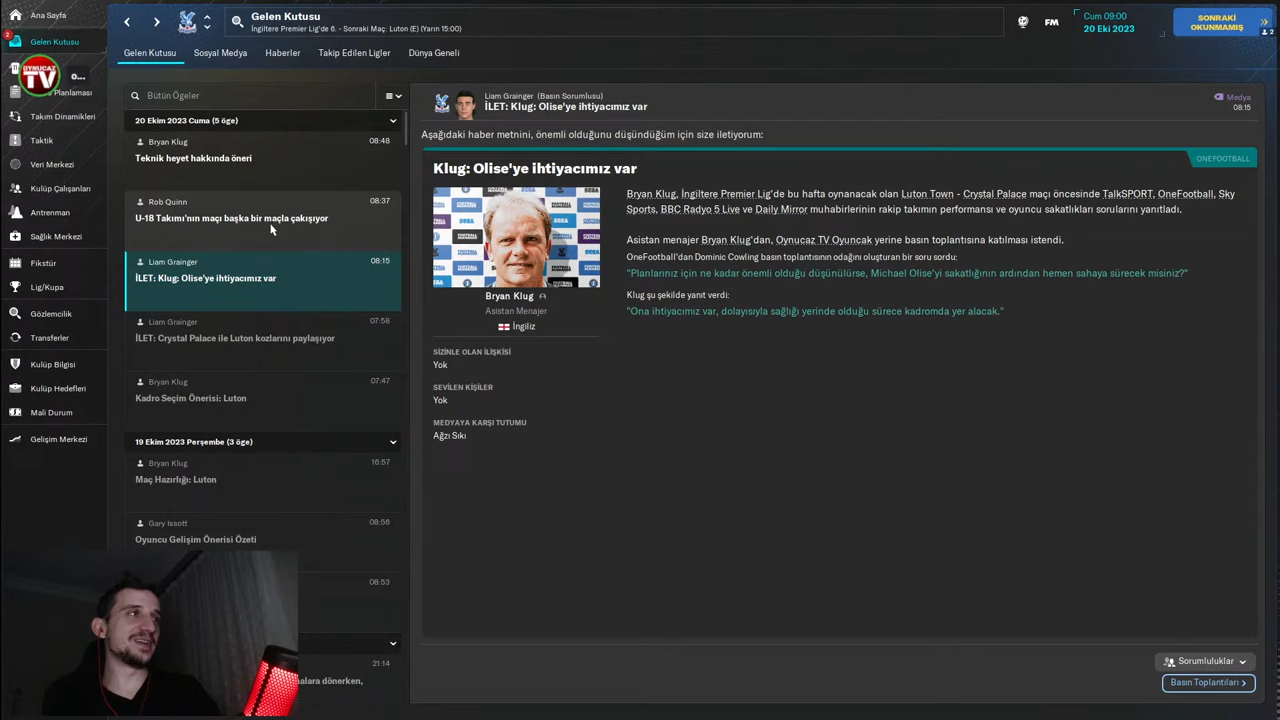 Ana Sayfa
2
Gelen Kutusu
OYNUCAZ
TV
O...
Planlaması
Takım Dinamikleri
Taktik
Veri Merkezi
Kulüp Çalışanları
Antrenman
Sağlık Merkezi
Fikstür
Lig/Kupa
Gözlemcilik
Transferler
Kulüp Bilgisi
Kulüp Hedefleri
Mali Durum
Gelişim Merkezi
Gelen Kutusu
İngiltere Premier Lig'de 6. - Sonraki Maç: Luton (E) (Yarın 15:00)
FM
Cum 09:00
20 Eki 2023
SONRAKİ
OKUNMAMIŞ
2
Gelen Kutusu Sosyal Medya Haberler Takip Edilen Ligler Dünya Geneli
Bütün Ögeler
20 Ekim 2023 Cuma (5 öge)
Bryan Klug 08:48
Teknik heyet hakkında öneri
Rob Quinn 08:37
U-18 Takımı'nın maçı başka bir maçla çakışıyor
Liam Grainger 08:15
İLET: Klug: Olise'ye ihtiyacımız var
Liam Grainger 07:58
İLET: Crystal Palace ile Luton kozlarını paylaşıyor
Bryan Klug 07:47
Kadro Seçim Önerisi: Luton
19 Ekim 2023 Perşembe (3 öge)
Bryan Klug 16:57
Maç Hazırlığı: Luton
Gary Issott 08:56
Oyuncu Gelişim Önerisi Özeti
08:53
21:14
malara dönerken,
Liam Grainger (Basın Sorumlusu)
İLET: Klug: Olise'ye ihtiyacımız var
Medya
08:15
Aşağıdaki haber metnini, önemli olduğunu düşündüğüm için size iletiyorum:
ONEFOOTBALL
Klug: Olise'ye ihtiyacımız var
Bryan Klug, İngiltere Premier Lig'de bu hafta oynanacak olan Luton Town - Crystal Palace maçı öncesinde TalkSPORT, OneFootball, Sky
Sports, BBC Radyo 5 Live ve Daily Mirror muhabirlerinin rakip takımın performansı ve oyuncu sakatlıkları sorularını yanıtladı.
Asistan menajer Bryan Klug'dan, Oynucaz TV Oyuncak yerine basın toplantısına katılması istendi.
OneFootball'dan Dominic Cowling basın toplantısının odağını oluşturan bir soru sordu:
"Planlarınız için ne kadar önemli olduğu düşünülürse, Michael Olise'yi sakatlığının ardından hemen sahaya sürecek misiniz?"
Klug şu şekilde yanıt verdi:
"Ona ihtiyacımız var, dolayısıyla sağlığı yerinde olduğu sürece kadromda yer alacak."
Bryan Klug
Asistan Menajer
İngiliz
SİZİNLE OLAN İLİŞKİSİ
Yok
SEVİLEN KİŞİLER
Yok
MEDYAYA KARŞI TUTUMU
Ağzı Sıkı
Sorumluluklar
Basın Toplantıları